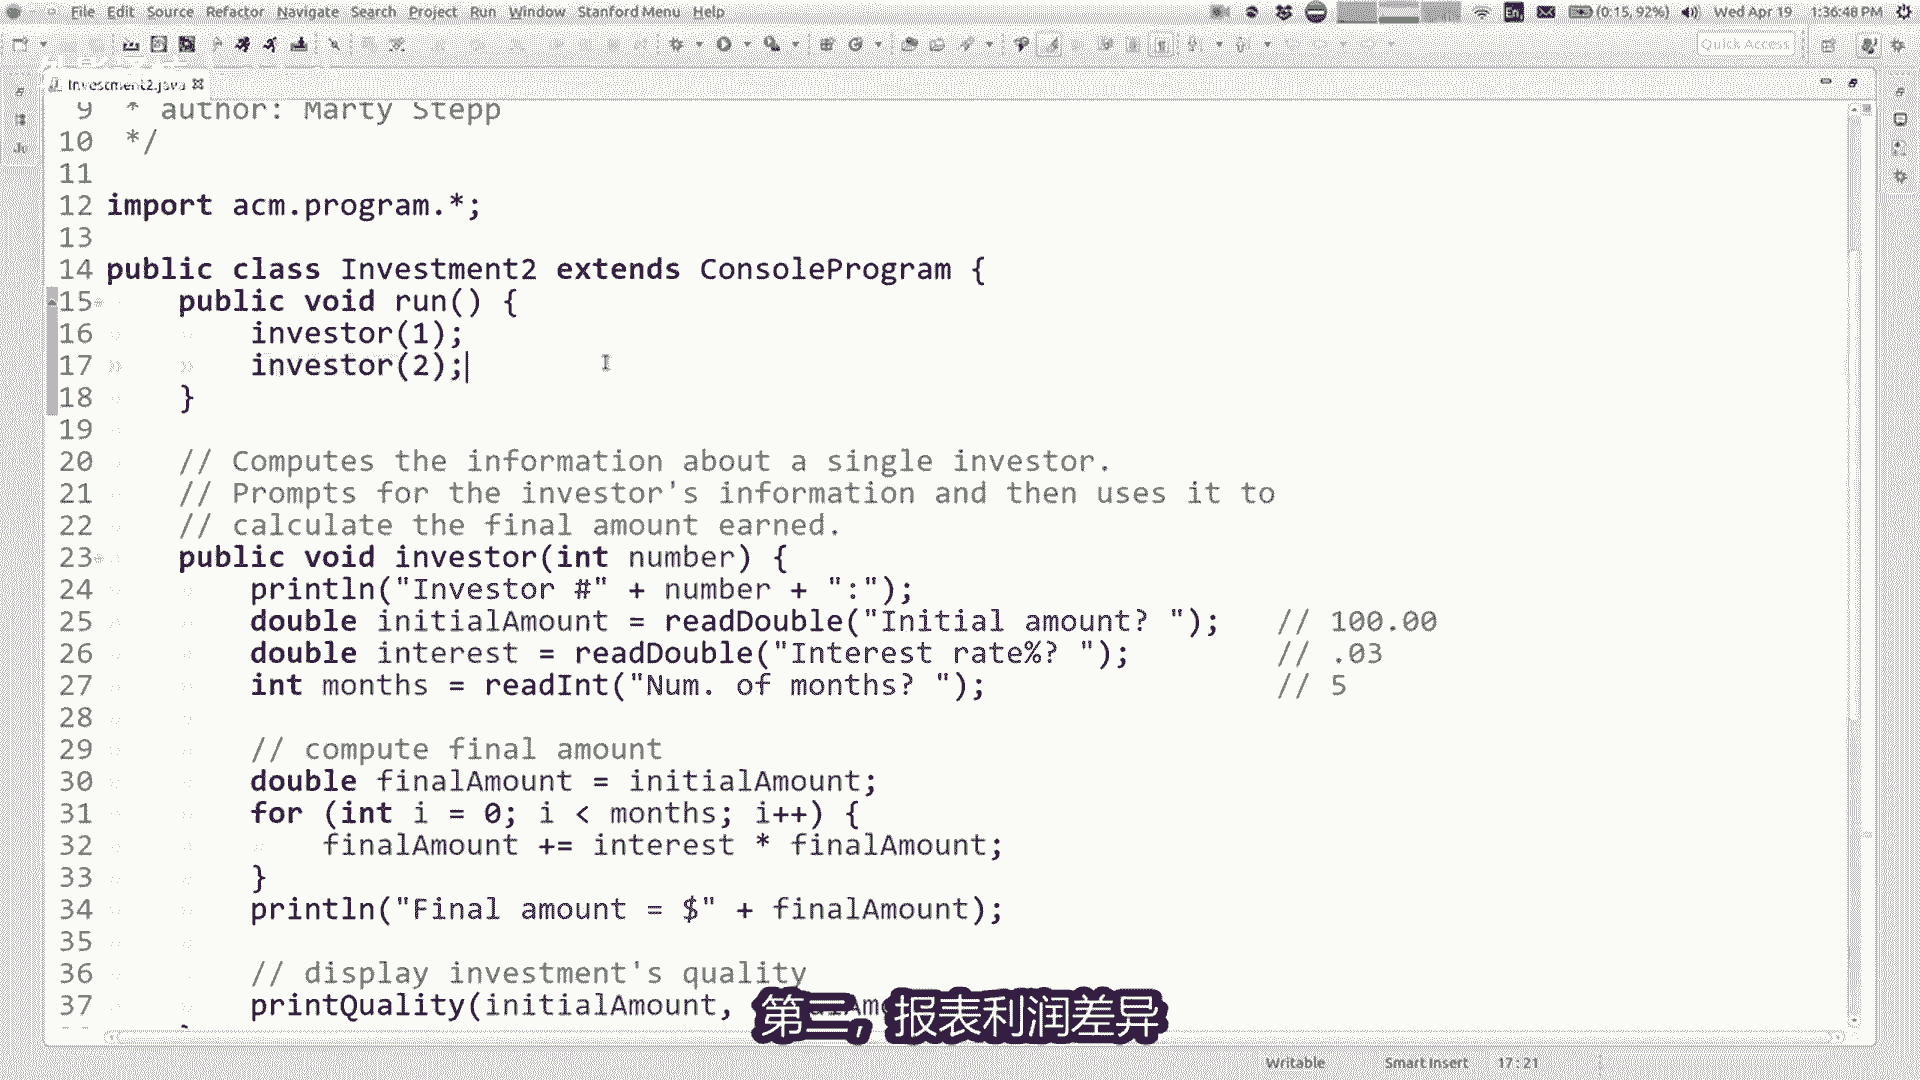 File Edit Source Refactor Navigate Search Project Run Window Stanford Menu Help En (0:15, 92%) Wed Apr 19 1:36:48 PM
Quick Access
Investment2.java
9 * author: Marty Stepp
10 */
11
12 import acm.program.*;
13
14 public class Investment2 extends ConsoleProgram {
15 public void run() {
16 investor(1);
17 investor(2);
18 }
19
20 // Computes the information about a single investor.
21 // Prompts for the investor's information and then uses it to
22 // calculate the final amount earned.
23 public void investor(int number) {
24 println("Investor #" + number + ":");
25 double initialAmount = readDouble("Initial amount? "); // 100.00
26 double interest = readDouble("Interest rate%? "); // .03
27 int months = readInt("Num. of months? "); // 5
28
29 // compute final amount
30 double finalAmount = initialAmount;
31 for (int i = 0; i < months; i++) {
32 finalAmount += interest * finalAmount;
33 }
34 println("Final amount = $" + finalAmount);
35
36 // display investment's quality
37 printQuality(initialAmount,
第二，报表利润差异
Writable Smart Insert 17:21